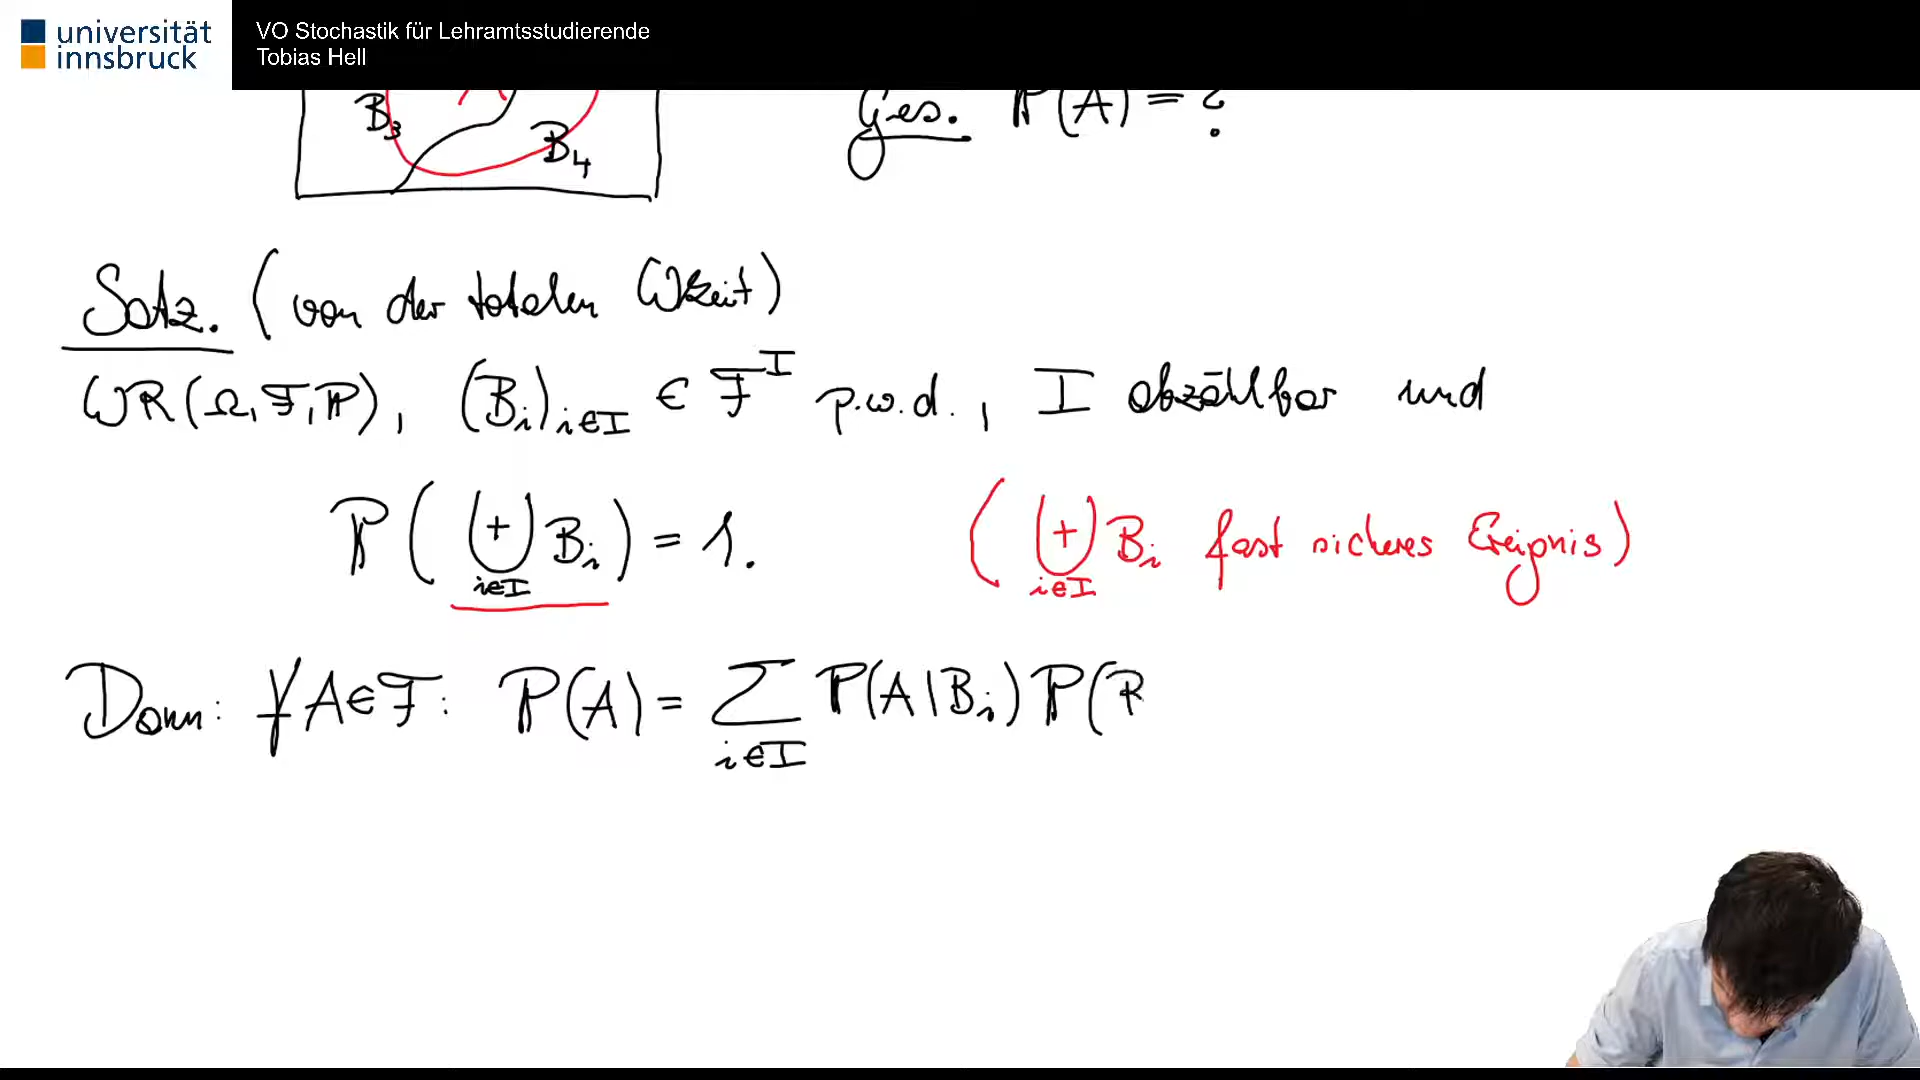 universität
innsbruck
VO Stochastik für Lehramtsstudierende
Tobias Hell
B₃
B₄
Ges. ℙ(A) = ?
Satz. (von der totalen Wkeit)
WR(Ω, ℱ, ℙ), (Bᵢ)ᵢ∈I ∈ ℱ^I p.w.d., I abzählbar und
ℙ(⨄_{i∈I} Bᵢ) = 1. (⨄_{i∈I} Bᵢ fast sicheres Ereignis)
Dann: ∀A∈ℱ: ℙ(A) = ∑_{i∈I} ℙ(A|Bᵢ) ℙ(B